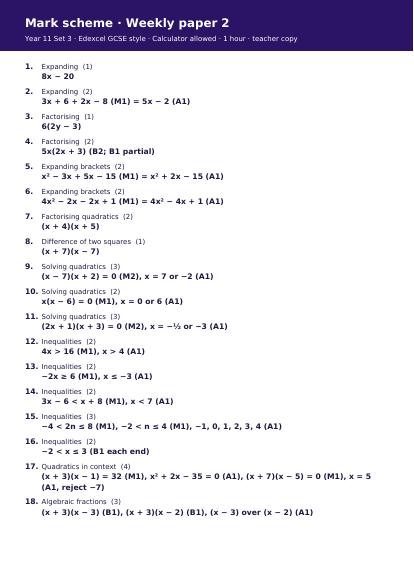 Mark scheme · Weekly paper 2
Year 11 Set 3 · Edexcel GCSE style · Calculator allowed · 1 hour · teacher copy
1. Expanding (1)
8x − 20
2. Expanding (2)
3x + 6 + 2x − 8 (M1) = 5x − 2 (A1)
3. Factorising (1)
6(2y − 3)
4. Factorising (2)
5x(2x + 3) (B2; B1 partial)
5. Expanding brackets (2)
x² − 3x + 5x − 15 (M1) = x² + 2x − 15 (A1)
6. Expanding brackets (2)
4x² − 2x − 2x + 1 (M1) = 4x² − 4x + 1 (A1)
7. Factorising quadratics (2)
(x + 4)(x + 5)
8. Difference of two squares (1)
(x + 7)(x − 7)
9. Solving quadratics (3)
(x − 7)(x + 2) = 0 (M2), x = 7 or −2 (A1)
10. Solving quadratics (2)
x(x − 6) = 0 (M1), x = 0 or 6 (A1)
11. Solving quadratics (3)
(2x + 1)(x + 3) = 0 (M2), x = −½ or −3 (A1)
12. Inequalities (2)
4x > 16 (M1), x > 4 (A1)
13. Inequalities (2)
−2x ≥ 6 (M1), x ≤ −3 (A1)
14. Inequalities (2)
3x − 6 < x + 8 (M1), x < 7 (A1)
15. Inequalities (3)
−4 < 2n ≤ 8 (M1), −2 < n ≤ 4 (M1), −1, 0, 1, 2, 3, 4 (A1)
16. Inequalities (2)
−2 < x ≤ 3 (B1 each end)
17. Quadratics in context (4)
(x + 3)(x − 1) = 32 (M1), x² + 2x − 35 = 0 (A1), (x + 7)(x − 5) = 0 (M1), x = 5
(A1, reject −7)
18. Algebraic fractions (3)
(x + 3)(x − 3) (B1), (x + 3)(x − 2) (B1), (x − 3) over (x − 2) (A1)